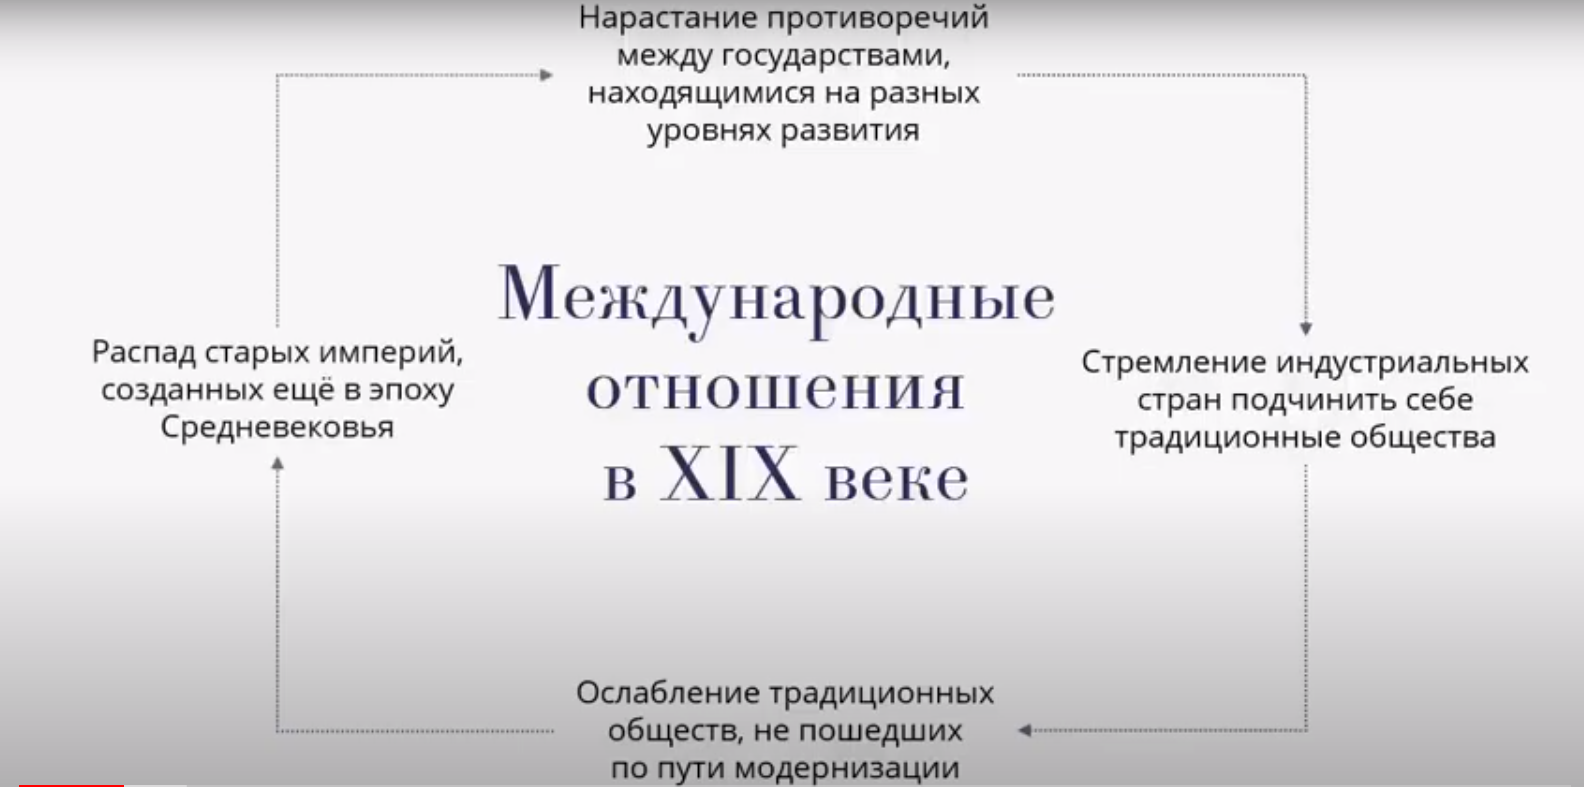 Нарастание противоречий
между государствами,
находящимися на разных
уровнях развития
Международные
отношения
в XIX веке
Распад старых империй,
созданных ещё в эпоху
Средневековья
Стремление индустриальных
стран подчинить себе
традиционные общества
Ослабление традиционных
обществ, не пошедших
по пути модернизации